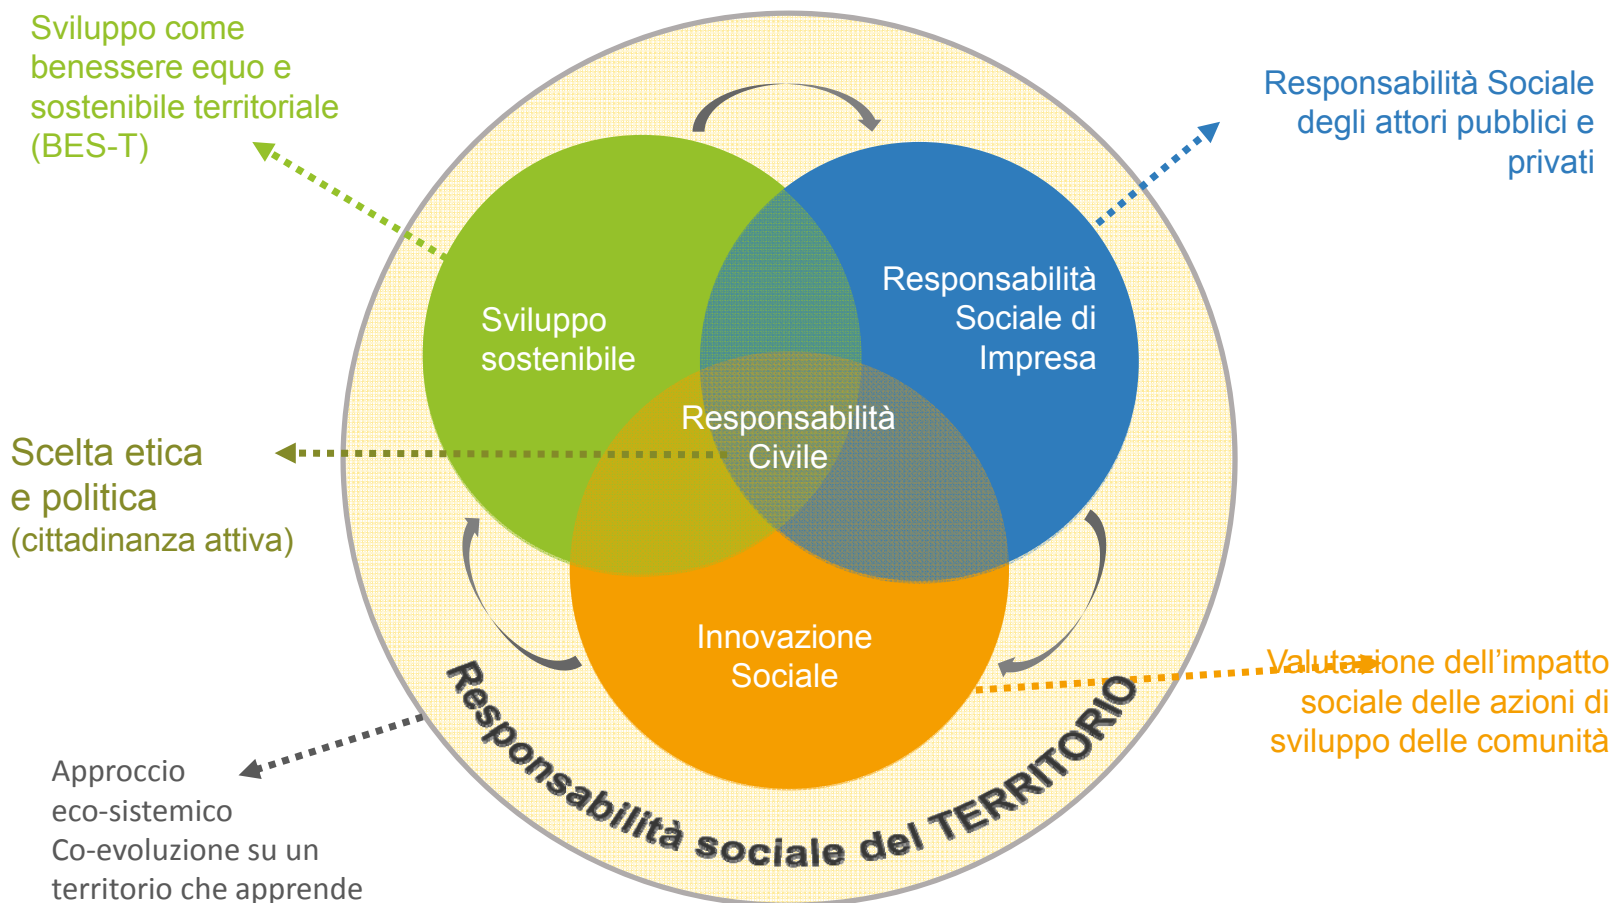 Sviluppo come
benessere equo e
sostenibile territoriale
(BES-T)
Responsabilità Sociale
degli attori pubblici e
privati
Sviluppo
sostenibile
Responsabilità
Sociale di
Impresa
Responsabilità
Civile
Scelta etica
e politica
(cittadinanza attiva)
Innovazione
Sociale
Valutazione dell’impatto
sociale delle azioni di
sviluppo delle comunità
Responsabilità sociale del TERRITORIO
Approccio
eco-sistemico
Co-evoluzione su un
territorio che apprende